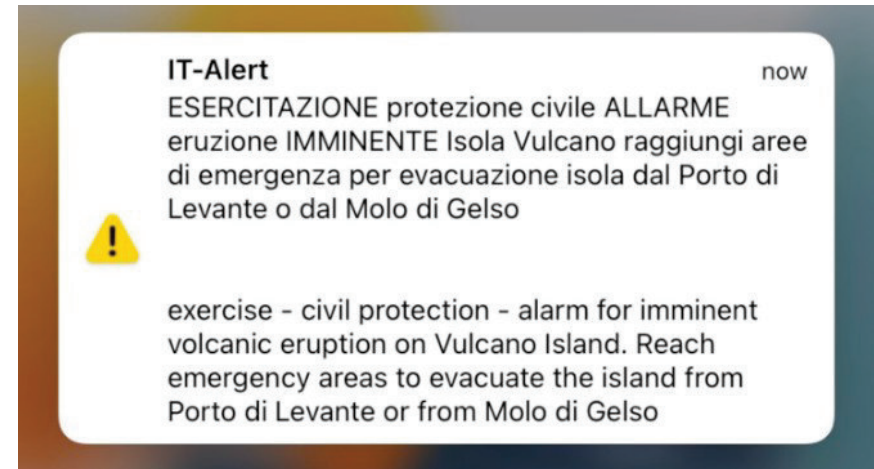 IT-Alert now
ESERCITAZIONE protezione civile ALLARME
eruzione IMMINENTE Isola Vulcano raggiungi aree
di emergenza per evacuazione isola dal Porto di
Levante o dal Molo di Gelso
exercise - civil protection - alarm for imminent
volcanic eruption on Vulcano Island. Reach
emergency areas to evacuate the island from
Porto di Levante or from Molo di Gelso